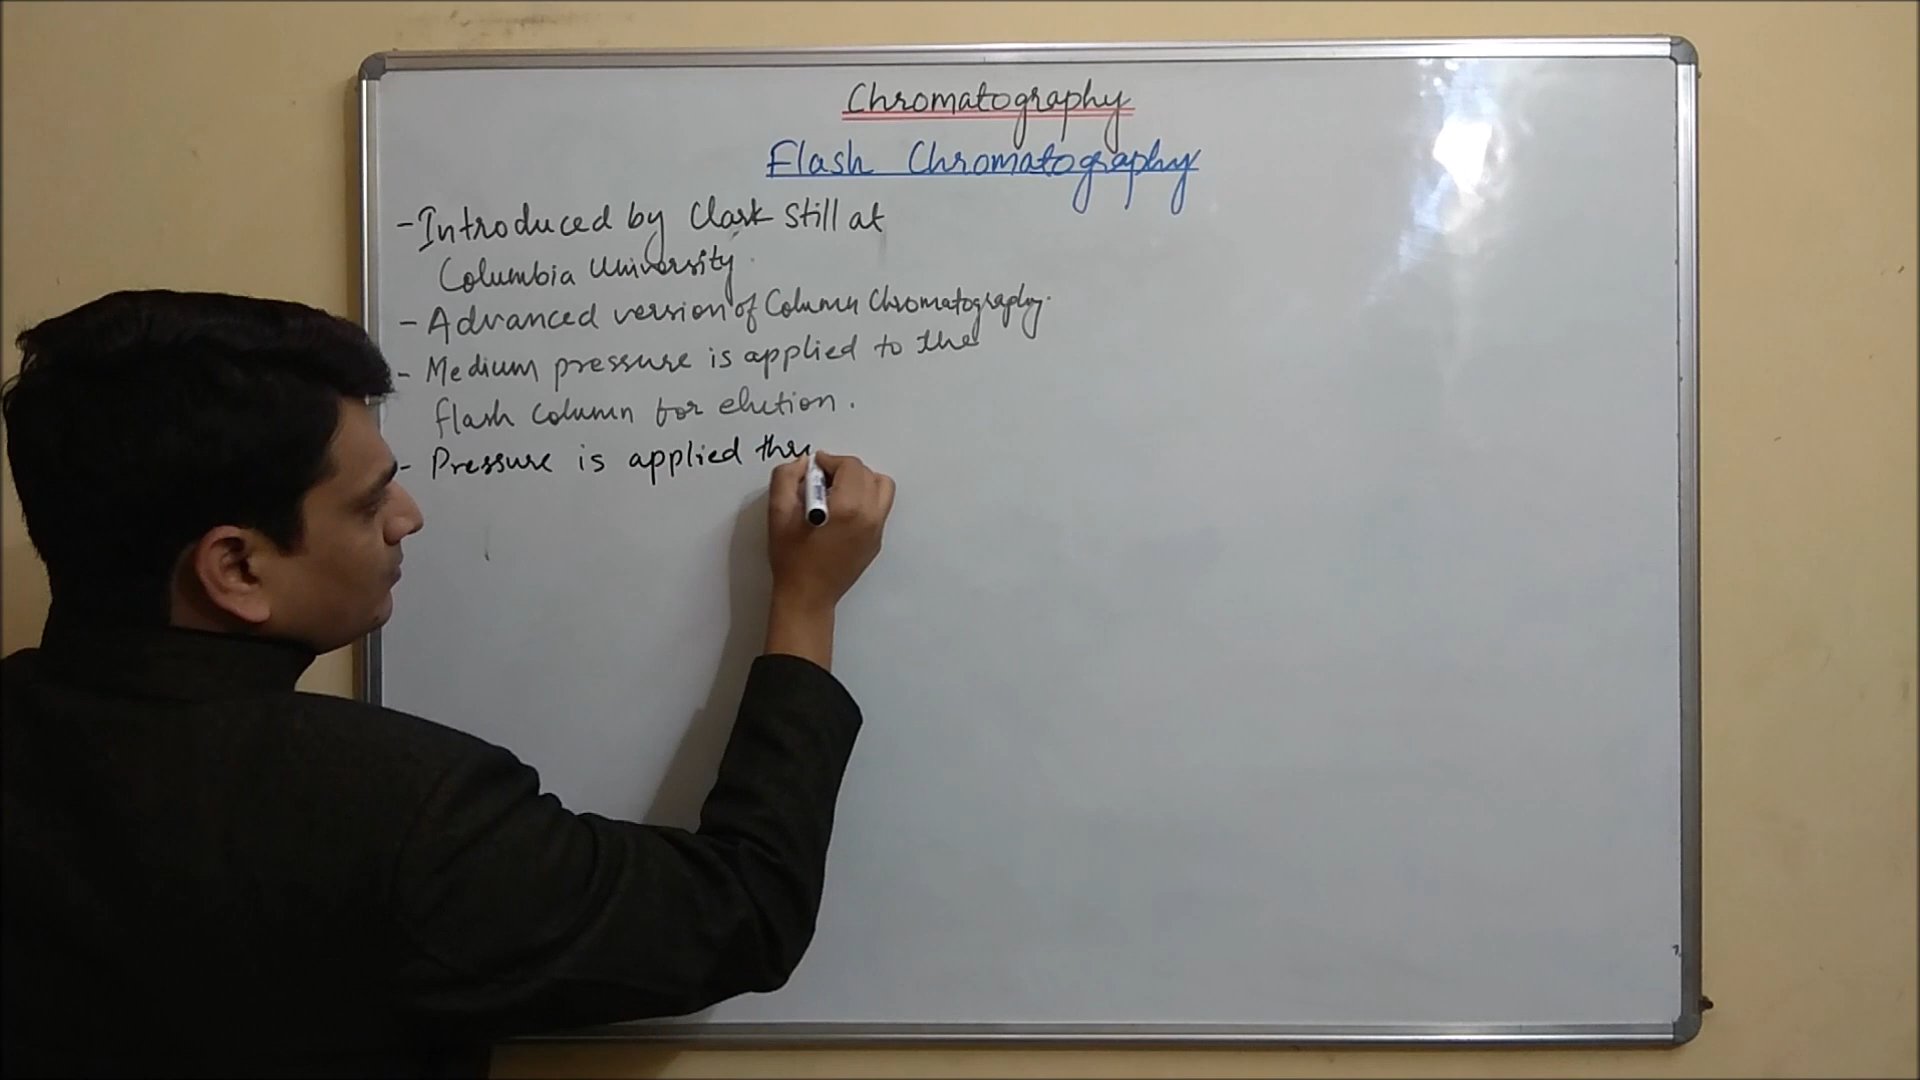 Chromatography
Flash Chromatography
- Introduced by Clark Still at
Columbia University.
- Advanced version of Column Chromatography.
- Medium pressure is applied to the
flash column for elution.
- Pressure is applied thru